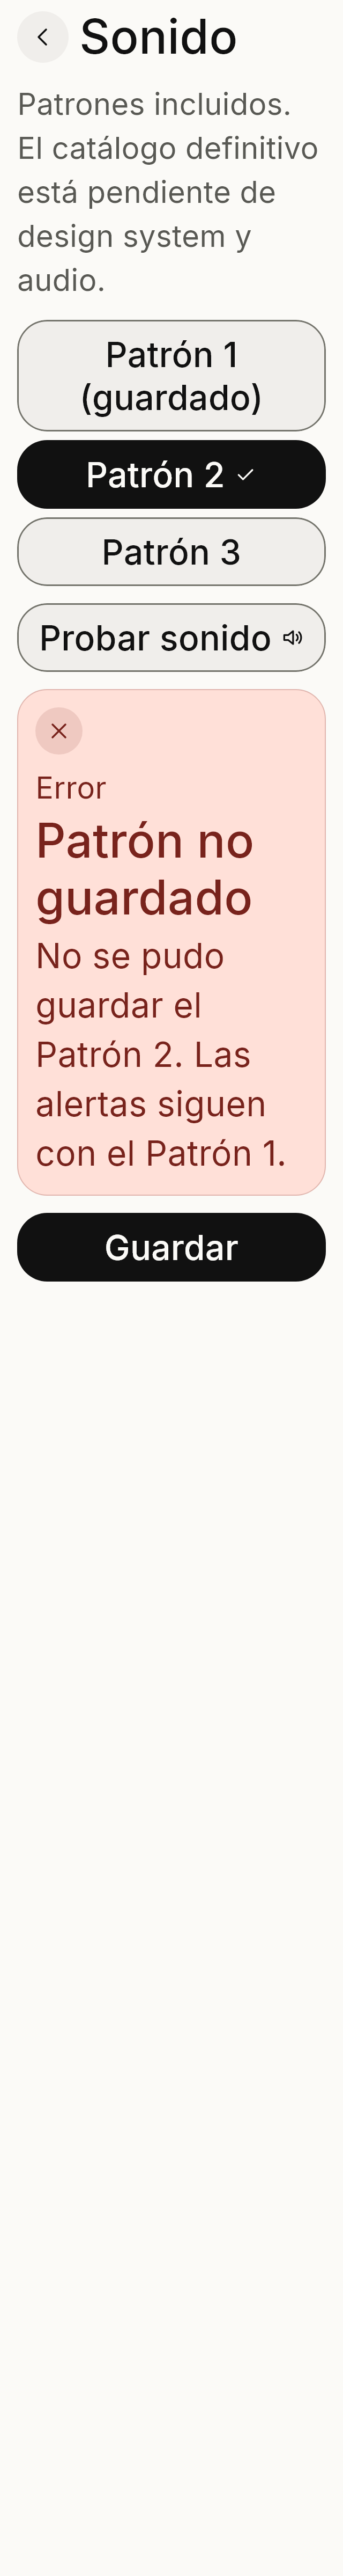 Sonido
Patrones incluidos.
El catálogo definitivo
está pendiente de
design system y
audio.
Patrón 1
(guardado)
Patrón 2
Patrón 3
Probar sonido
Error
Patrón no
guardado
No se pudo
guardar el
Patrón 2. Las
alertas siguen
con el Patrón 1.
Guardar